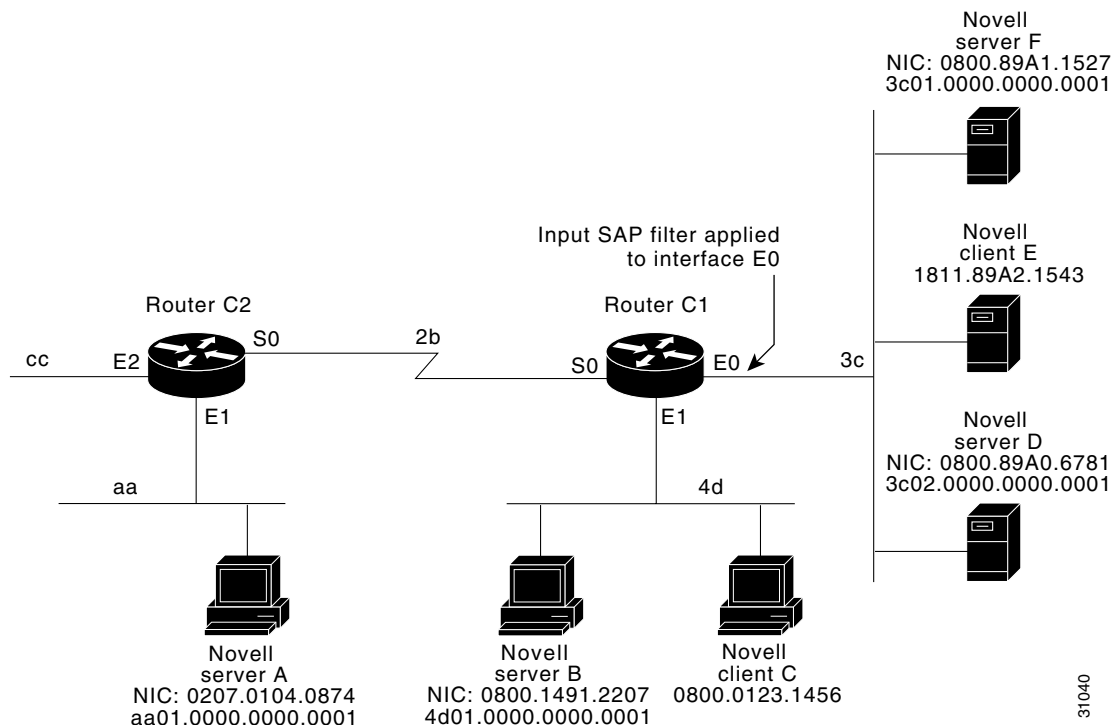 Novell
server F
NIC: 0800.89A1.1527
3c01.0000.0000.0001
Input SAP filter applied
to interface E0
Novell
client E
1811.89A2.1543
Router C2
Router C1
cc
E2
S0
2b
S0
E0
3c
E1
E1
Novell
server D
NIC: 0800.89A0.6781
3c02.0000.0000.0001
aa
4d
Novell
server A
NIC: 0207.0104.0874
aa01.0000.0000.0001
Novell
server B
NIC: 0800.1491.2207
4d01.0000.0000.0001
Novell
client C
0800.0123.1456
31040